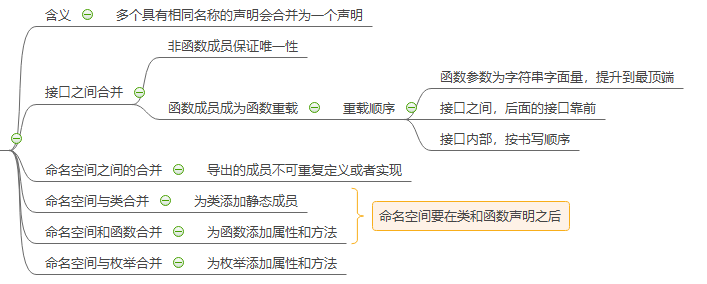 含义 多个具有相同名称的声明会合并为一个声明
接口之间合并
非函数成员保证唯一性
函数成员成为函数重载 重载顺序
函数参数为字符串字面量，提升到最顶端
接口之间，后面的接口靠前
接口内部，按书写顺序
命名空间之间的合并 导出的成员不可重复定义或者实现
命名空间与类合并 为类添加静态成员
命名空间和函数合并 为函数添加属性和方法
命名空间要在类和函数声明之后
命名空间与枚举合并 为枚举添加属性和方法